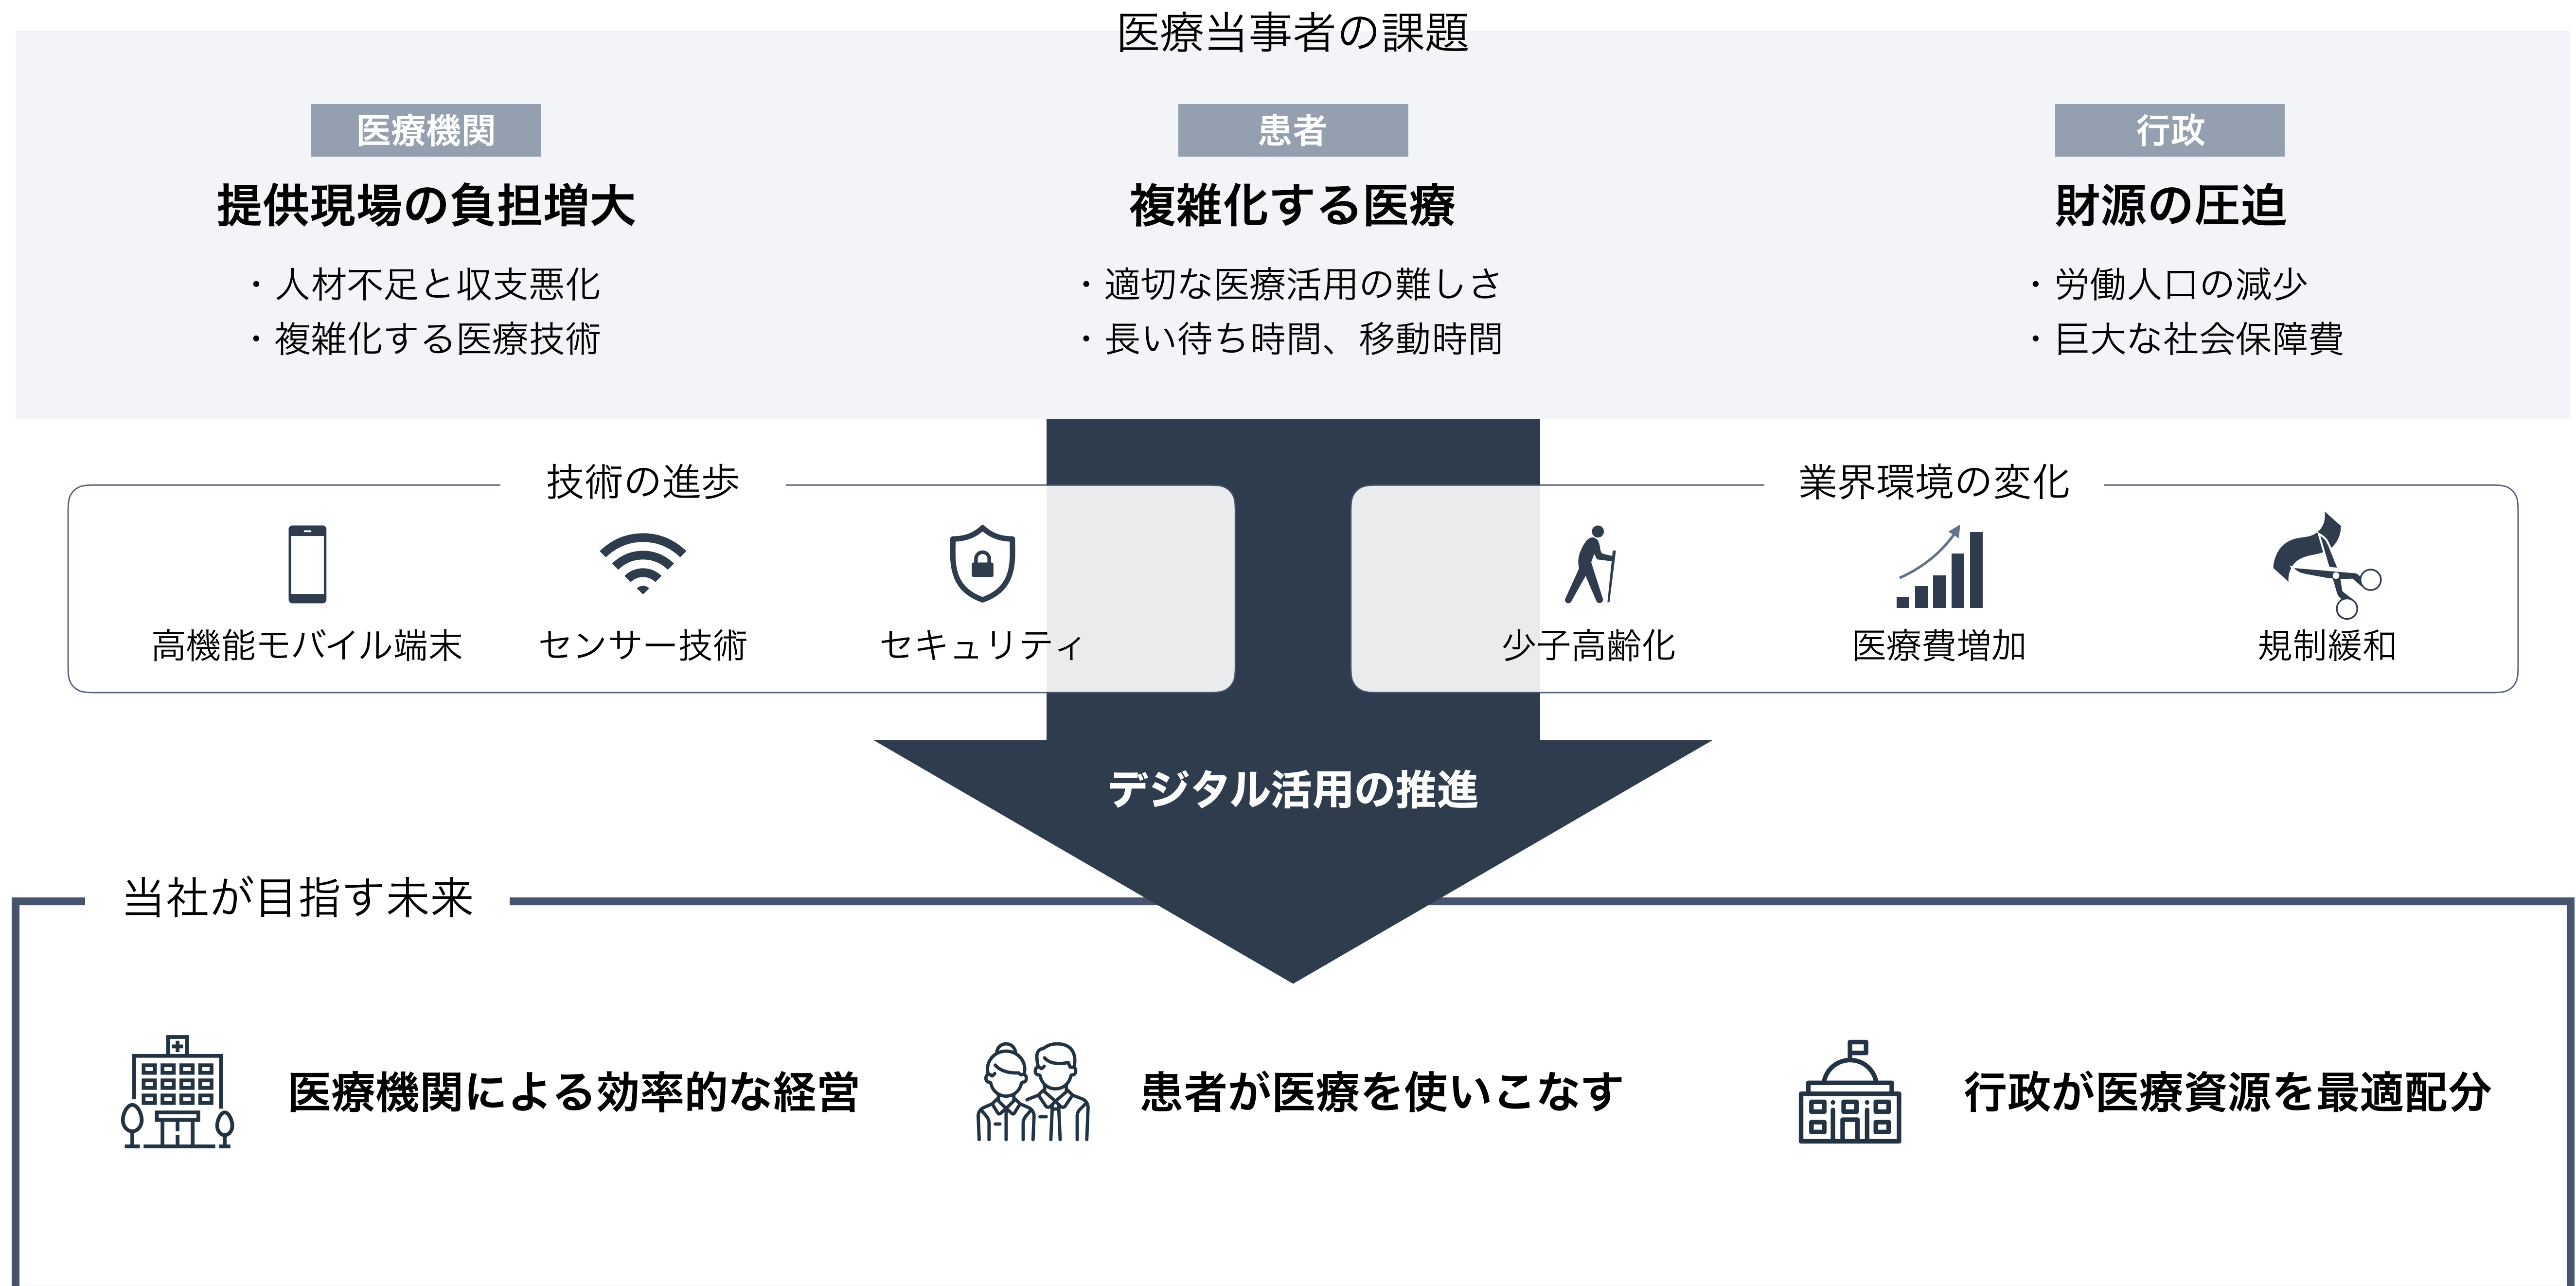 医療当事者の課題
医療機関
提供現場の負担増大
・人材不足と収支悪化
・複雑化する医療技術
患者
複雑化する医療
・適切な医療活用の難しさ
・長い待ち時間、移動時間
行政
財源の圧迫
・労働人口の減少
・巨大な社会保障費
技術の進歩
高機能モバイル端末
センサー技術
セキュリティ
業界環境の変化
少子高齢化
医療費増加
規制緩和
デジタル活用の推進
当社が目指す未来
医療機関による効率的な経営
患者が医療を使いこなす
行政が医療資源を最適配分